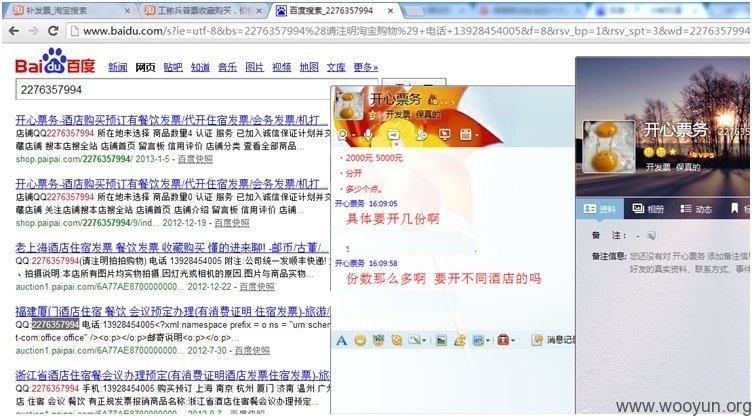 补发票_淘宝搜索
工标兵普票收藏购买，价格
百度搜索_2276357994
www.baidu.com/s?ie=utf-8&bs=2276357994%28请注明淘宝购物%29+电话+13928454005&f=8&rsv_bp=1&rsv_spt=3&wd=2276357994
Bai du 百度
新闻 网页 贴吧 知道 音乐 图片 视频 地图 文库 更多»
2276357994
开心票务-酒店购买预订有餐饮发票/代开住宿发票/会务发票/机打...
店铺QQ2276357994 所在地未选择 商品数量4 认证 服务 已加入诚信保证计划并交
藏店铺 搜本店搜全站 店铺首页 留言板 信用评价 店铺分类 查看全部商品...
shop.paipai.com/2276357994/ 2013-1-5 - 百度快照
开心票务-酒店购买预订有餐饮发票/代开住宿发票/会务发票/机打...
店铺QQ2276357994 所在地未选择 商品数量0 认证 服务 已加入诚信保证计划并交
藏店铺 关注店铺搜本店搜全站 店铺首页 店铺介绍 留言板 信用评价 店铺...
shop.paipai.com/2276357994/9/ind... 2012-12-19 - 百度快照
老上海酒店住宿发票 餐饮发票 收藏购买 懂的进来聊! -邮币/古董/...
QQ:2276357994(请注明拍拍购物) 电话 13928454005 附注:公司统一发顺丰快递!
、拍摄说明:本店所有图片均实物拍摄.因灯光或相机的原因,图片与商品实物...
auction1.paipai.com/6A77AE8700000000... 2012-12-22 - 百度快照
福建厦门酒店住宿 餐饮 会议预定办理(有消费证明 住宿发票)-旅游/
QQ:2276357994 电话:13928454005<?xml:namespace prefix = o ns = "urn:schem
t-com:office:office" /><o:p></o:p>邮寄说明<o:p></o:p>...
auction1.paipai.com/6A77AE8700000000... 2012-7-30 - 百度快照
浙江省酒店住宿餐会议办理预定(有消费证明酒店发票住宿发票)-旅
QQ:2276357994 手机:13928454005 购买预订 上海 南京 杭州 厦门 济南 温州 广州
店 住宿 会议 餐饮 有正规发票报销商品名称:浙江省酒店住宿餐会议办理预定...
开心票务
开发票 保真的
· 2000元 5000元
· 分开
· 多少个点。
开心票务 16:09:05
具体要开几份啊
开心票务 16:09:58
份数那么多啊 要开不同酒店的吗
消息记录
开心票务
开发票 保真的
资料 相册 动态
备 注： -
备注信息: 您还没有对 开心票务 添加备注信息
好友的真实资料、联系方式、事件
www.wooyun.org